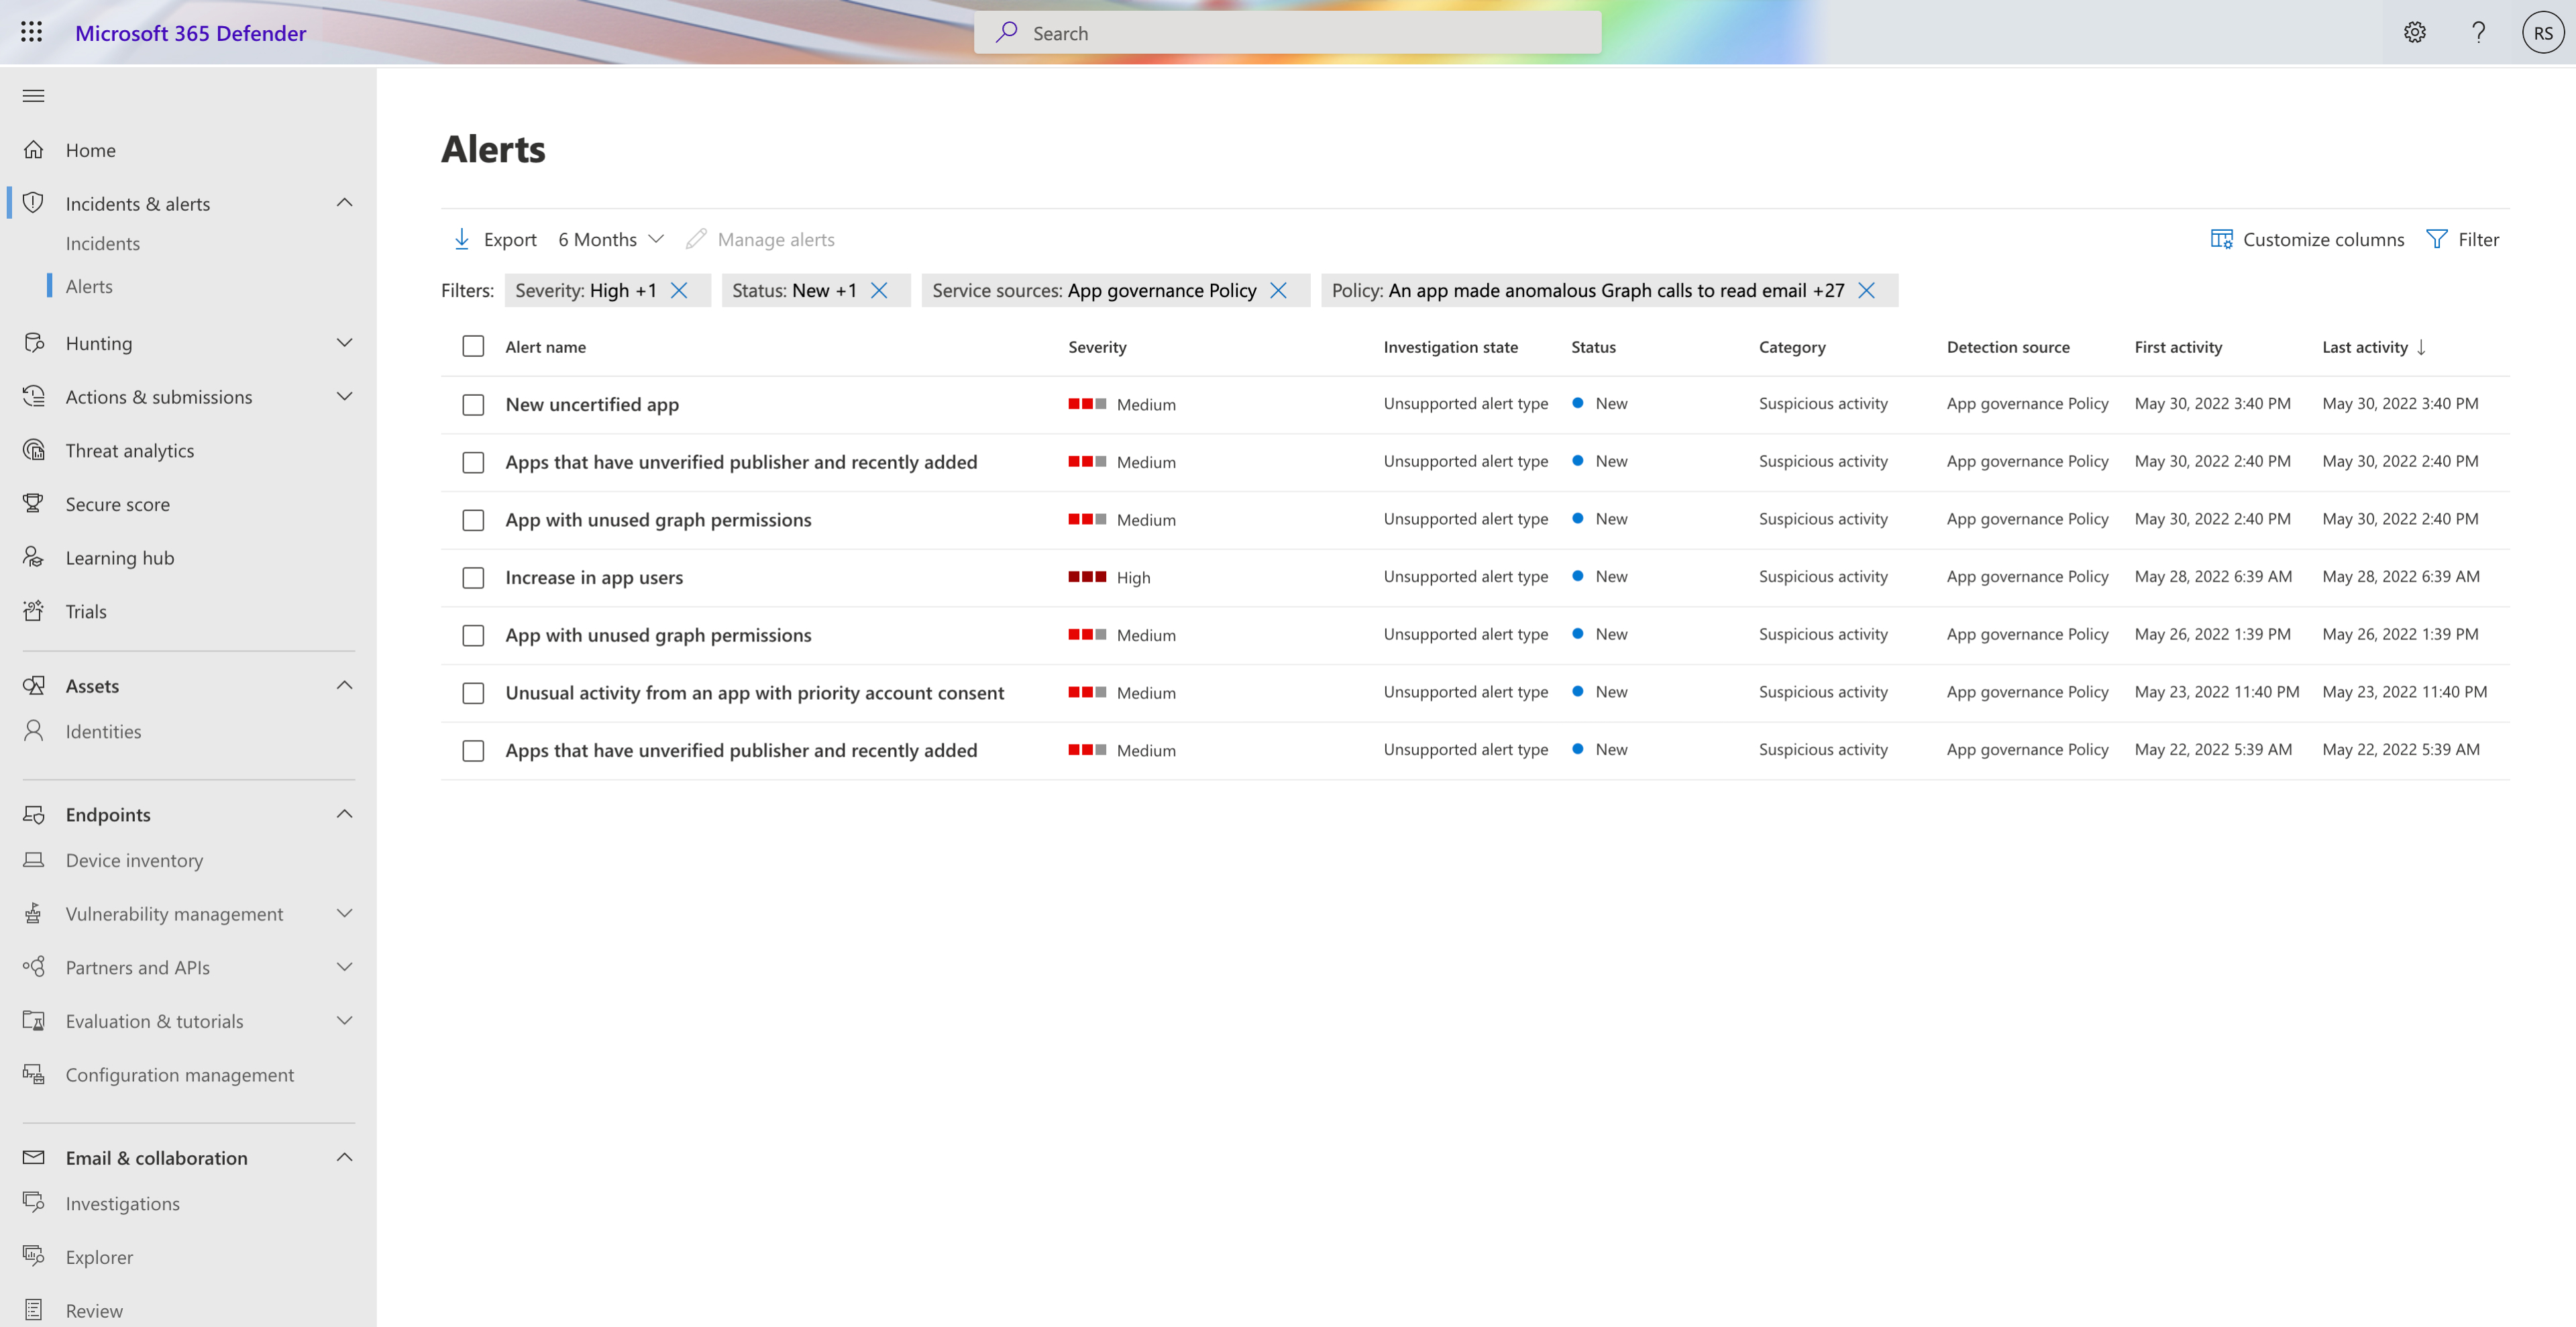 Microsoft 365 Defender
Search
?
RS
Home
Incidents & alerts
Incidents
Alerts
Hunting
Actions & submissions
Threat analytics
Secure score
Learning hub
Trials
Assets
Identities
Endpoints
Device inventory
Vulnerability management
Partners and APIs
Evaluation & tutorials
Configuration management
Email & collaboration
Investigations
Explorer
Review
Alerts
Export 6 Months Manage alerts Customize columns Filter
Filters: Severity: High +1 Status: New +1 Service sources: App governance Policy Policy: An app made anomalous Graph calls to read email +27
Alert name Severity Investigation state Status Category Detection source First activity Last activity
New uncertified app Medium Unsupported alert type New Suspicious activity App governance Policy May 30, 2022 3:40 PM May 30, 2022 3:40 PM
Apps that have unverified publisher and recently added Medium Unsupported alert type New Suspicious activity App governance Policy May 30, 2022 2:40 PM May 30, 2022 2:40 PM
App with unused graph permissions Medium Unsupported alert type New Suspicious activity App governance Policy May 30, 2022 2:40 PM May 30, 2022 2:40 PM
Increase in app users High Unsupported alert type New Suspicious activity App governance Policy May 28, 2022 6:39 AM May 28, 2022 6:39 AM
App with unused graph permissions Medium Unsupported alert type New Suspicious activity App governance Policy May 26, 2022 1:39 PM May 26, 2022 1:39 PM
Unusual activity from an app with priority account consent Medium Unsupported alert type New Suspicious activity App governance Policy May 23, 2022 11:40 PM May 23, 2022 11:40 PM
Apps that have unverified publisher and recently added Medium Unsupported alert type New Suspicious activity App governance Policy May 22, 2022 5:39 AM May 22, 2022 5:39 AM